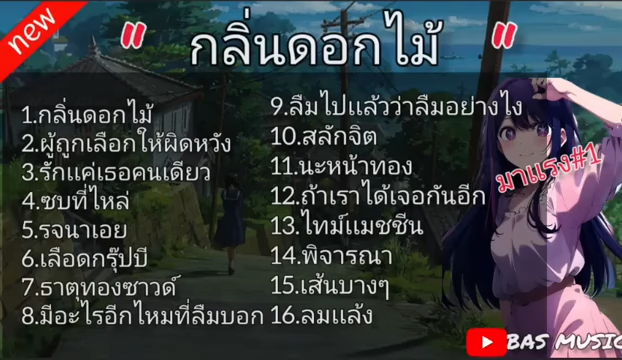 new
" กลิ่นดอกไม้ "
1.กลิ่นดอกไม้
2.ผู้ถูกเลือกให้ผิดหวัง
3.รักแค่เธอคนเดียว
4.ซบที่ไหล่
5.รจนาเอย
6.เลือดกรุ๊ปบี
7.ธาตุทองซาวด์
8.มีอะไรอีกไหมที่ลืมบอก
9.ลืมไปแล้วว่าลืมอย่างไง
10.สลักจิต
11.นะหน้าทอง
12.ถ้าเราได้เจอกันอีก
13.ไทม์แมชชีน
14.พิจารณา
15.เส้นบางๆ
16.ลมแล้ง
มาแรง#1
BAS MUSIC